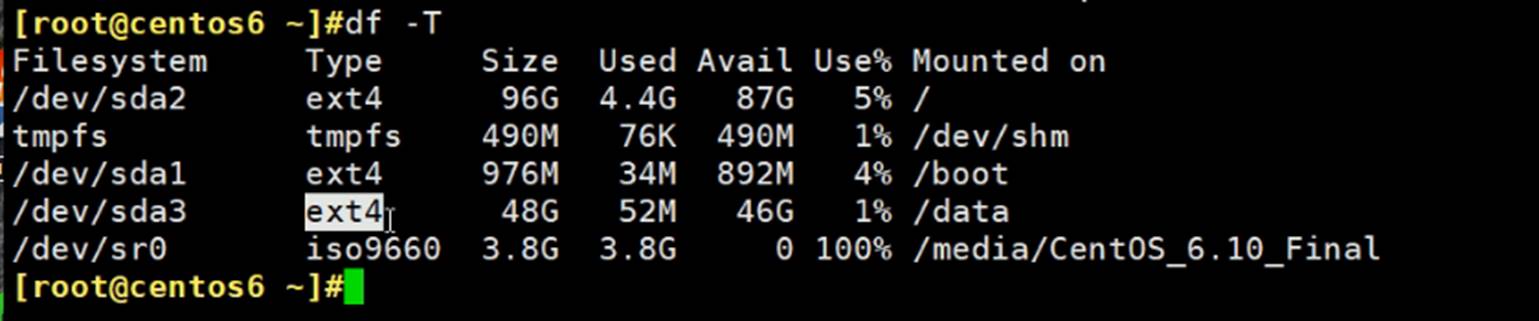 [root@centos6 ~]#df -T
Filesystem     Type     Size  Used Avail Use% Mounted on
/dev/sda2      ext4      96G  4.4G   87G   5% /
tmpfs          tmpfs    490M   76K  490M   1% /dev/shm
/dev/sda1      ext4     976M   34M  892M   4% /boot
/dev/sda3      ext4      48G   52M   46G   1% /data
/dev/sr0       iso9660  3.8G  3.8G     0 100% /media/CentOS_6.10_Final
[root@centos6 ~]#